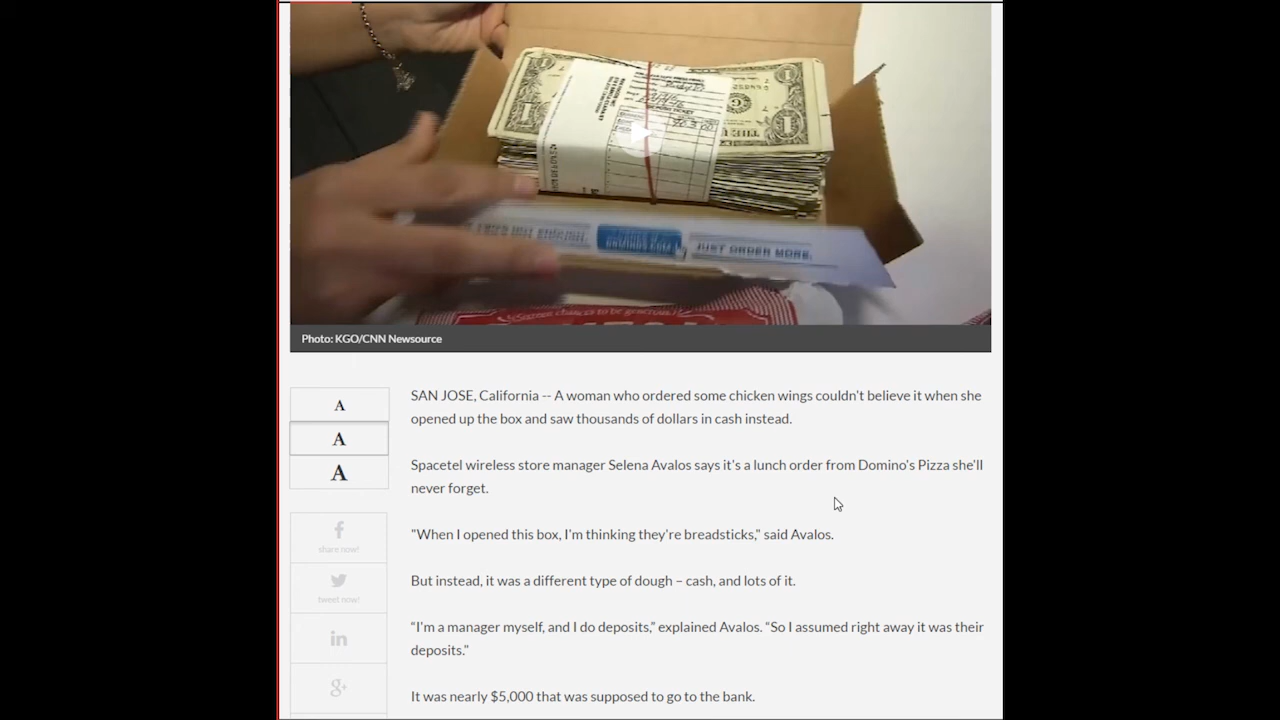 JUST ORDER MORE.
Photo: KGO/CNN Newsource
A
A
A
share now!
tweet now!
in
g+
SAN JOSE, California -- A woman who ordered some chicken wings couldn't believe it when she
opened up the box and saw thousands of dollars in cash instead.
Spacetel wireless store manager Selena Avalos says it's a lunch order from Domino's Pizza she'll
never forget.
"When I opened this box, I'm thinking they're breadsticks," said Avalos.
But instead, it was a different type of dough – cash, and lots of it.
“I'm a manager myself, and I do deposits,” explained Avalos. “So I assumed right away it was their
deposits.”
It was nearly $5,000 that was supposed to go to the bank.